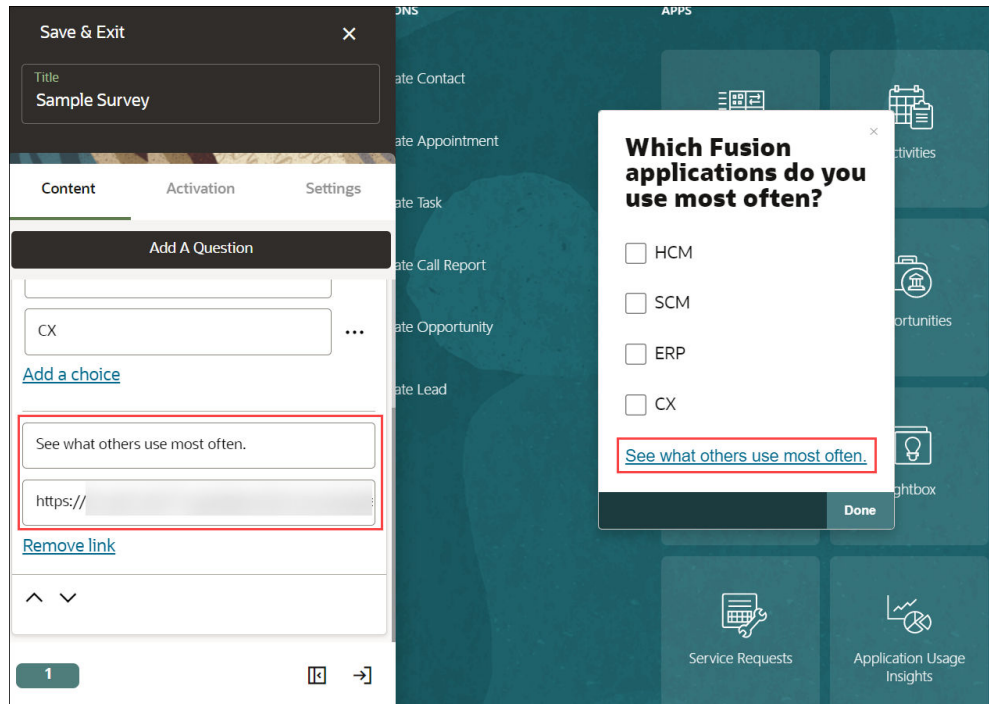 Save & Exit
Title
Sample Survey
Content
Activation
Settings
Add A Question
CX
Add a choice
See what others use most often.
https://
Remove link
1
ate Contact
ate Appointment
ate Task
ate Call Report
ate Opportunity
ate Lead
APPS
ctivities
ortunities
ghtbox
Service Requests
Application Usage
Insights
Which Fusion
applications do you
use most often?
HCM
SCM
ERP
CX
See what others use most often.
Done